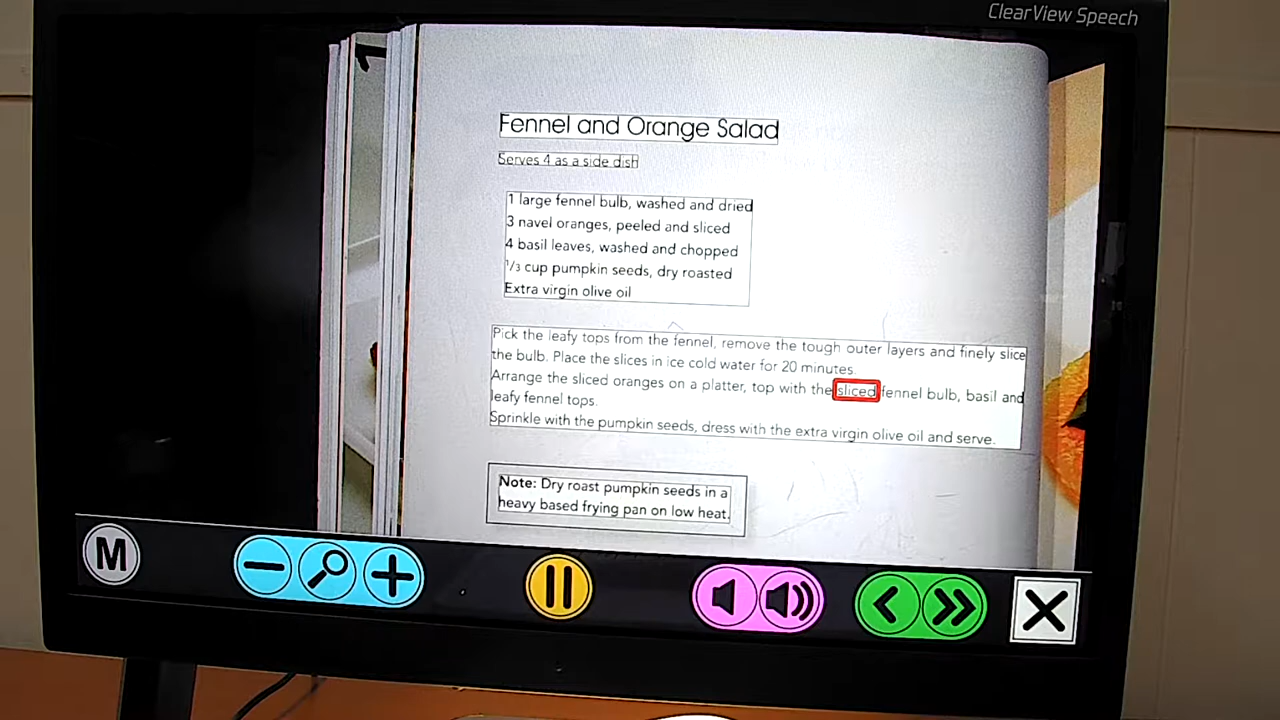 ClearView Speech
Fennel and Orange Salad
Serves 4 as a side dish
1 large fennel bulb, washed and dried
3 navel oranges, peeled and sliced
4 basil leaves, washed and chopped
1/3 cup pumpkin seeds, dry roasted
Extra virgin olive oil
Pick the leafy tops from the fennel, remove the tough outer layers and finely slice
the bulb. Place the slices in ice cold water for 20 minutes.
Arrange the sliced oranges on a platter, top with the sliced fennel bulb, basil and
leafy fennel tops.
Sprinkle with the pumpkin seeds, dress with the extra virgin olive oil and serve.
Note: Dry roast pumpkin seeds in a
heavy based frying pan on low heat.
M